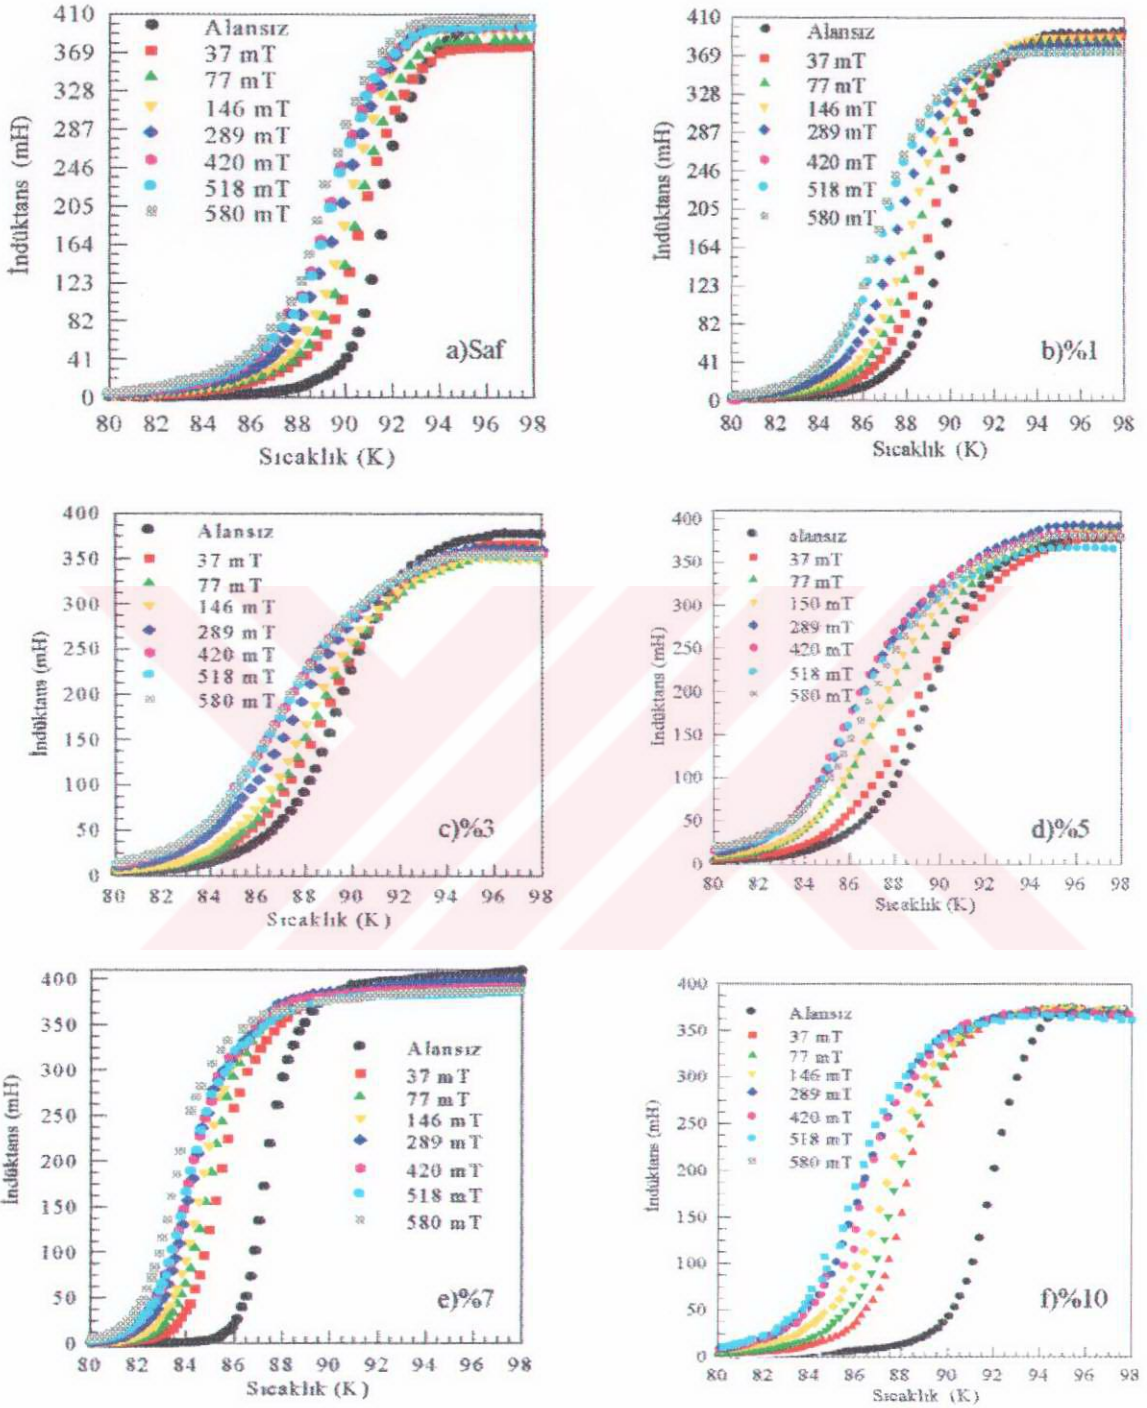 410
369
328
287
246
205
164
123
82
41
0
İndüktans (mH)
Alansız
37 mT
77 mT
146 mT
289 mT
420 mT
518 mT
580 mT
a)Saf
80 82 84 86 88 90 92 94 96 98
Sıcaklık (K)
410
369
328
287
246
205
164
123
82
41
0
İndüktans (mH)
Alansız
37 mT
77 mT
146 mT
289 mT
420 mT
518 mT
580 mT
b)%1
80 82 84 86 88 90 92 94 96 98
Sıcaklık (K)
400
350
300
250
200
150
100
50
0
İndüktans (mH)
Alansız
37 mT
77 mT
146 mT
289 mT
420 mT
518 mT
580 mT
c)%3
80 82 84 86 88 90 92 94 96 98
Sıcaklık (K)
400
350
300
250
200
150
100
50
0
İndüktans (mH)
alansız
37 mT
77 mT
150 mT
289 mT
420 mT
518 mT
580 mT
d)%5
80 82 84 86 88 90 92 94 96 98
Sıcaklık (K)
400
350
300
250
200
150
100
50
0
İndüktans (mH)
Alansız
37 mT
77 mT
146 mT
289 mT
420 mT
518 mT
580 mT
e)%7
80 82 84 86 88 90 92 94 96 98
Sıcaklık (K)
400
350
300
250
200
150
100
50
0
İndüktans (mH)
Alansız
37 mT
77 mT
146 mT
289 mT
420 mT
518 mT
580 mT
f)%10
80 82 84 86 88 90 92 94 96 98
Sıcaklık (K)